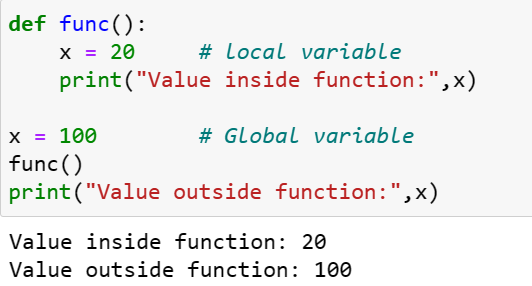 def func():
    x = 20     # local variable
    print("Value inside function:",x)
x = 100        # Global variable
func()
print("Value outside function:",x)
Value inside function: 20
Value outside function: 100